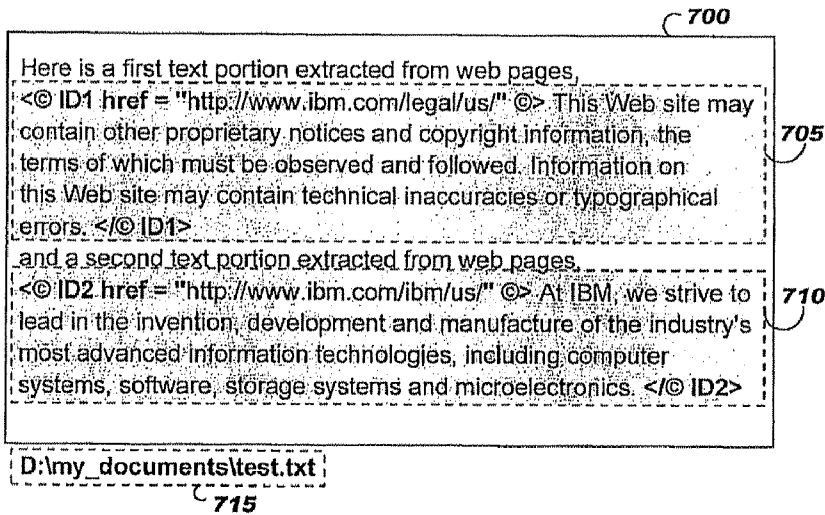 700
Here is a first text portion extracted from web pages,
<© ID1 href = "http://www.ibm.com/legal/us/" ©> This Web site may
contain other proprietary notices and copyright information, the
705
terms of which must be observed and followed. Information on
this Web site may contain technical inaccuracies or typographical
errors. </© ID1>
and a second text portion extracted from web pages,
<© ID2 href = "http://www.ibm.com/ibm/us/" ©> At IBM, we strive to
710
lead in the invention, development and manufacture of the industry's
most advanced information technologies, including computer
systems, software, storage systems and microelectronics. </© ID2>
D:\my_documents\test.txt
715